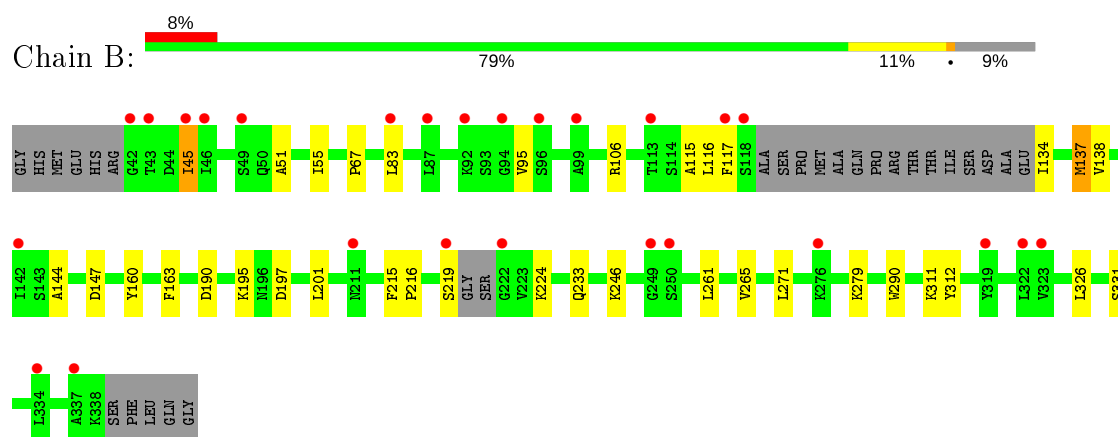 8%
Chain B:
79% 11% • 9%
GLY HIS MET GLU HIS ARG G42 T43 D44 I45 I46 S49 Q50 A51 I55 P67 L83 L87 K92 S93 G94 V95 S96 A99 R106 T113 S114 A115 L116 F117 S118 ALA SER PRO MET ALA GLN PRO ARG THR THR ILE SER ASP ALA GLU I134 M137 V138
I142 S143 A144 D147 Y160 F163 D190 K195 N196 D197 L201 N211 F215 P216 S219 GLY SER G222 V223 K224 Q233 K246 G249 S250 L261 V265 L271 K276 K279 W290 K311 Y312 Y319 L322 V323 L326 S331
L334 A337 K338 SER PHE LEU GLN GLY